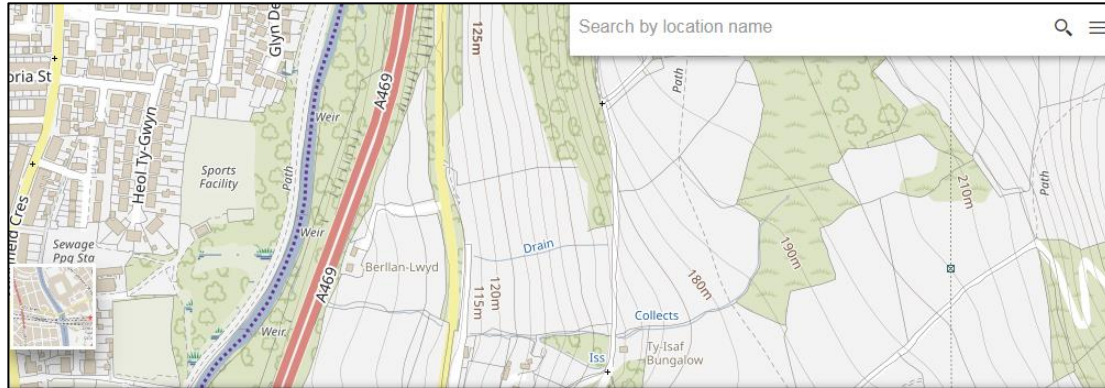 Search by location name
oria St
Glyn De
125m
A469
Path
Weir
Heol Ty-Gwyn
Sports
Facility
Path
210m
Path
nfield Cres
Weir
Sewage
Ppg Sta
Drain
Berllan-Lwyd
190m
A469
120m
115m
180m
Weir
Collects
Iss
Ty-Isaf
Bungalow